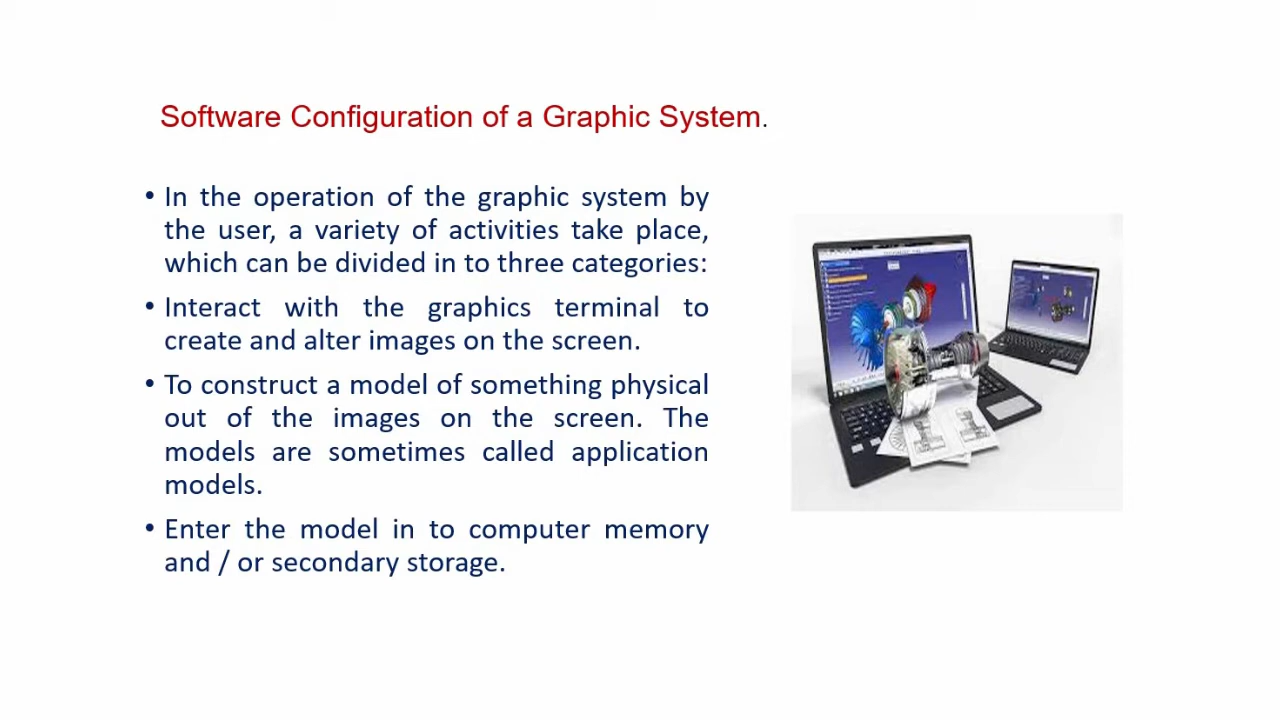 Software Configuration of a Graphic System.
• In the operation of the graphic system by
the user, a variety of activities take place,
which can be divided in to three categories:
• Interact with the graphics terminal to
create and alter images on the screen.
• To construct a model of something physical
out of the images on the screen. The
models are sometimes called application
models.
• Enter the model in to computer memory
and / or secondary storage.